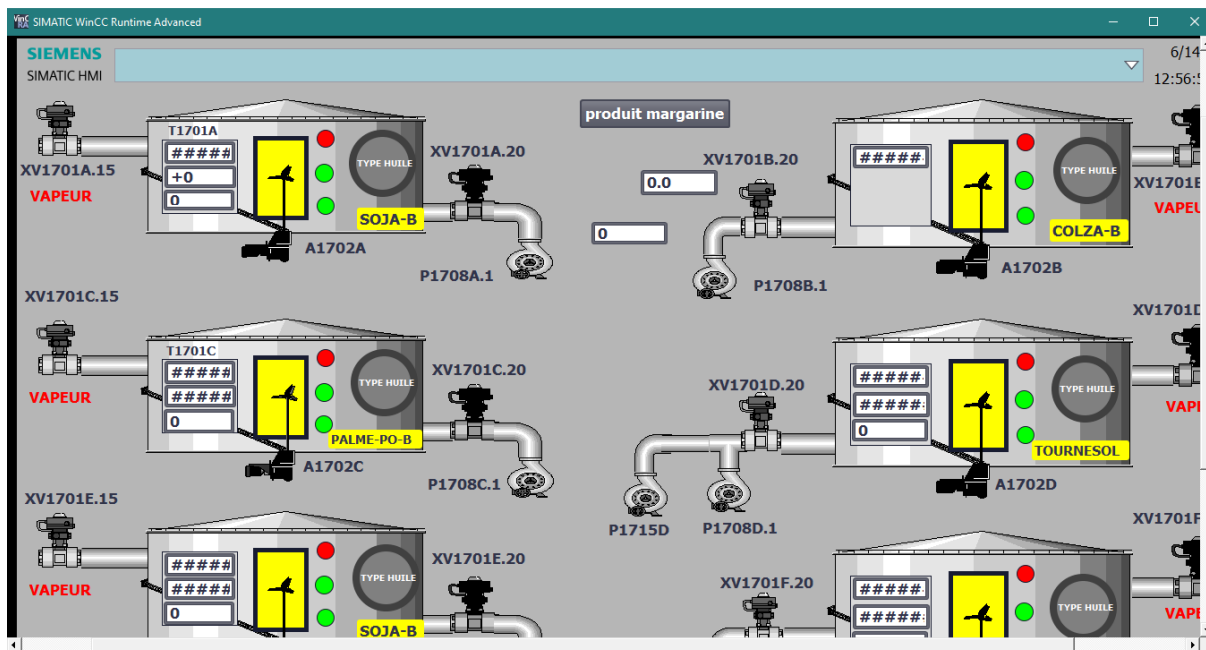 SIMATIC WinCC Runtime Advanced
SIEMENS
SIMATIC HMI
6/14
12:56:5
produit margarine
T1701A
#####
+0
0
XV1701A.15
VAPEUR
TYPE HUILE
SOJA-B
A1702A
XV1701A.20
P1708A.1
XV1701B.20
0.0
0
P1708B.1
#####
TYPE HUILE
COLZA-B
A1702B
XV1701B
VAPEU
XV1701C.15
VAPEUR
T1701C
#####
#####
0
TYPE HUILE
PALME-PO-B
A1702C
XV1701C.20
P1708C.1
XV1701D.20
P1715D
P1708D.1
#####
#####
0
TYPE HUILE
TOURNESOL
A1702D
XV1701D
VAPE
XV1701E.15
VAPEUR
#####
#####
0
TYPE HUILE
SOJA-B
XV1701E.20
XV1701F.20
#####
#####
TYPE HUILE
XV1701F
VAPE